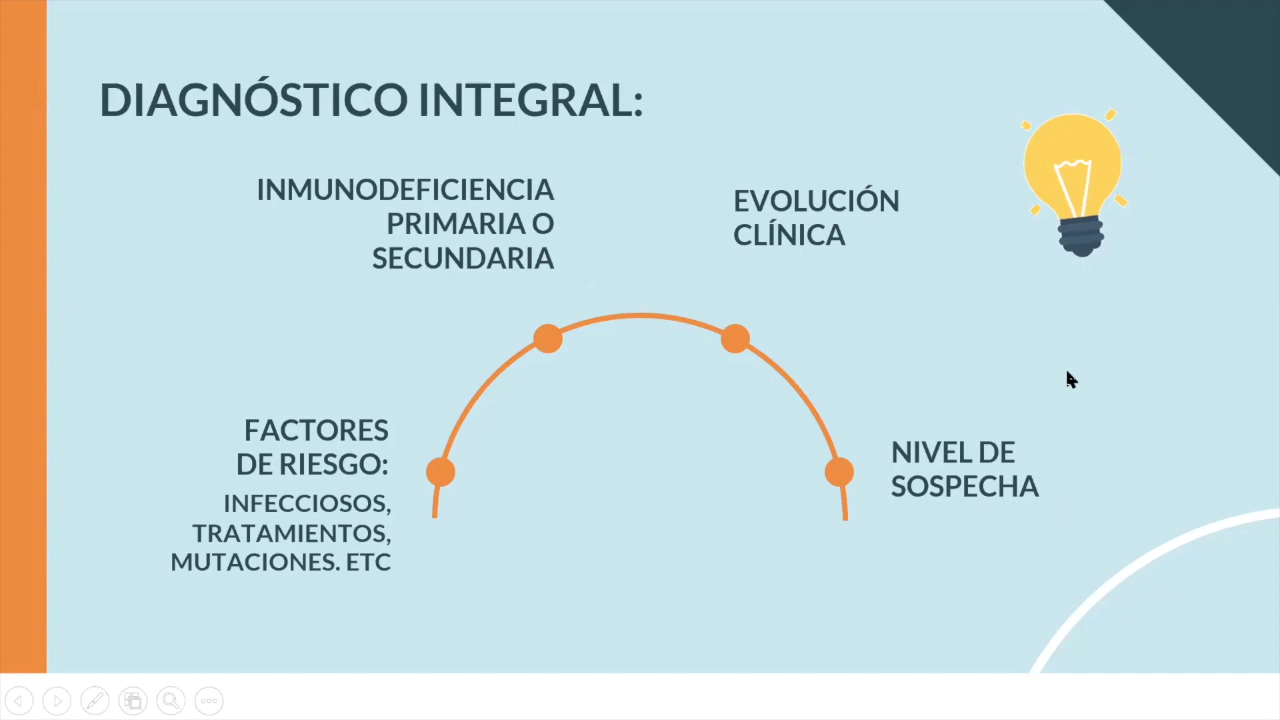 DIAGNÓSTICO INTEGRAL:
INMUNODEFICIENCIA
PRIMARIA O
SECUNDARIA
EVOLUCIÓN
CLÍNICA
FACTORES
DE RIESGO:
INFECCIOSOS,
TRATAMIENTOS,
MUTACIONES. ETC
NIVEL DE
SOSPECHA